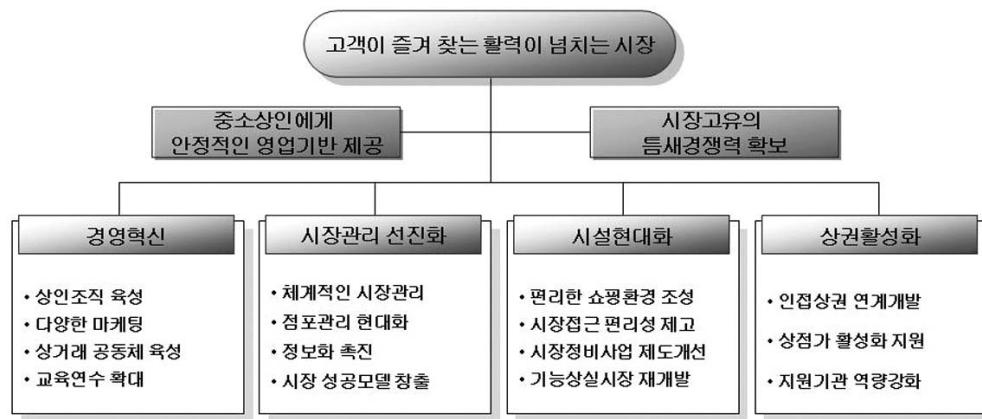 고객이 즐겨 찾는 활력이 넘치는 시장
중소상인에게
안정적인 영업기반 제공
시장고유의
틈새경쟁력 확보
경영혁신
• 상인조직 육성
• 다양한 마케팅
• 상거래 공동체 육성
• 교육연수 확대
시장관리 선진화
• 체계적인 시장관리
• 점포관리 현대화
• 정보화 촉진
• 시장 성공모델 창출
시설현대화
• 편리한 쇼핑환경 조성
• 시장접근 편리성 제고
• 시장정비사업 제도개선
• 기능상실시장 재개발
상권활성화
• 인접상권 연계개발
• 상점가 활성화 지원
• 지원기관 역량강화